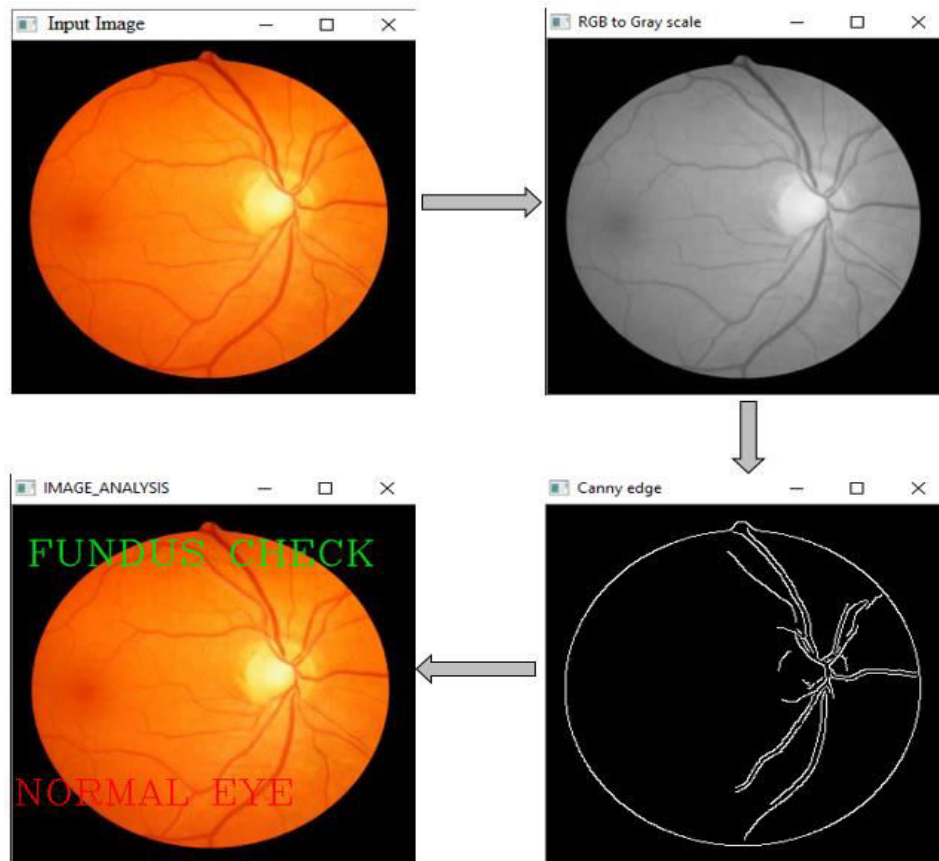 Input Image
RGB to Gray scale
IMAGE_ANALYSIS
FUNDUS CHECK
NORMAL EYE
Canny edge